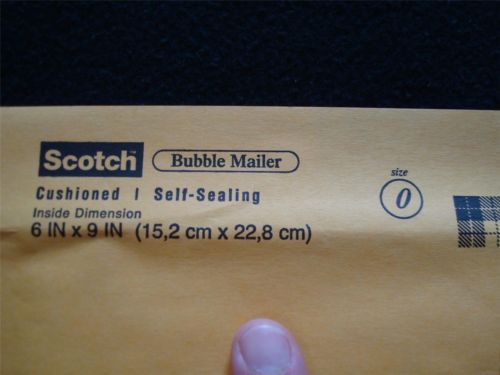 Scotch™ Bubble Mailer
Cushioned | Self-Sealing
Inside Dimension
6 IN x 9 IN (15,2 cm x 22,8 cm)
size
0